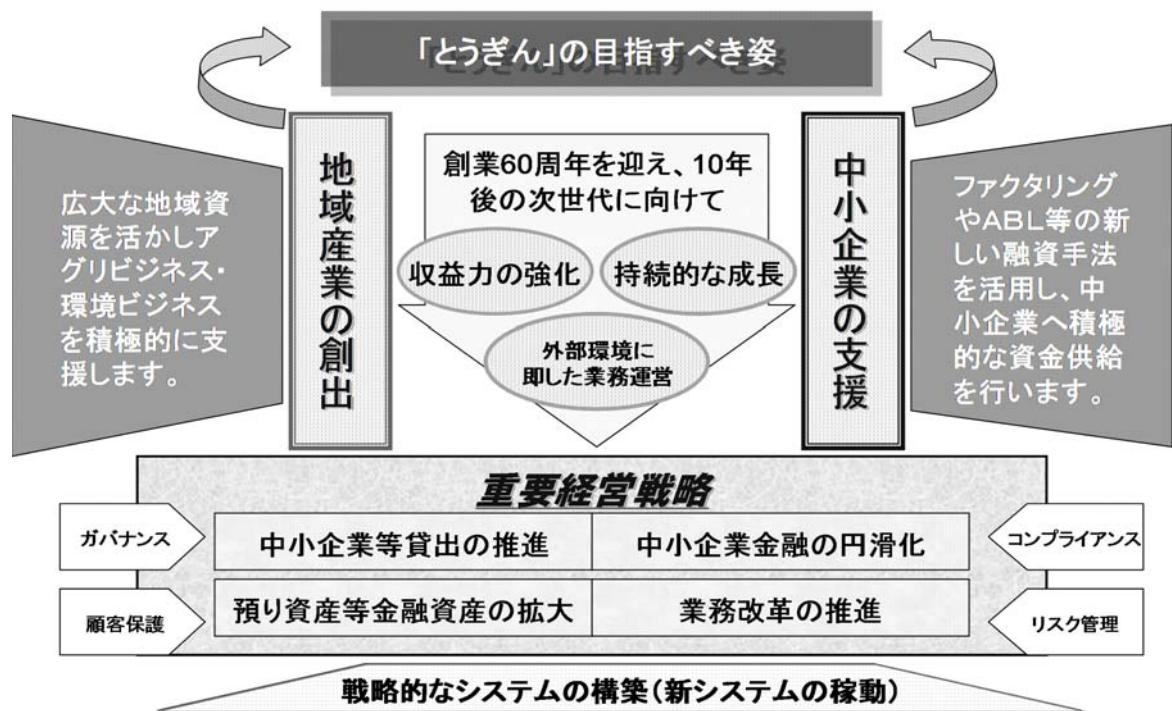 「とうぎん」の目指すべき姿
地域産業の創出
広大な地域資
源を活かしア
グリビジネス・
環境ビジネス
を積極的に支
援します。
創業60周年を迎え、10年
後の次世代に向けて
収益力の強化
持続的な成長
外部環境に
即した業務運営
中小企業の支援
ファクタリング
やABL等の新
しい融資手法
を活用し、中
小企業へ積極
的な資金供給
を行います。
重要経営戦略
ガバナンス
中小企業等貸出の推進
中小企業金融の円滑化
コンプライアンス
顧客保護
預り資産等金融資産の拡大
業務改革の推進
リスク管理
戦略的なシステムの構築(新システムの稼動)